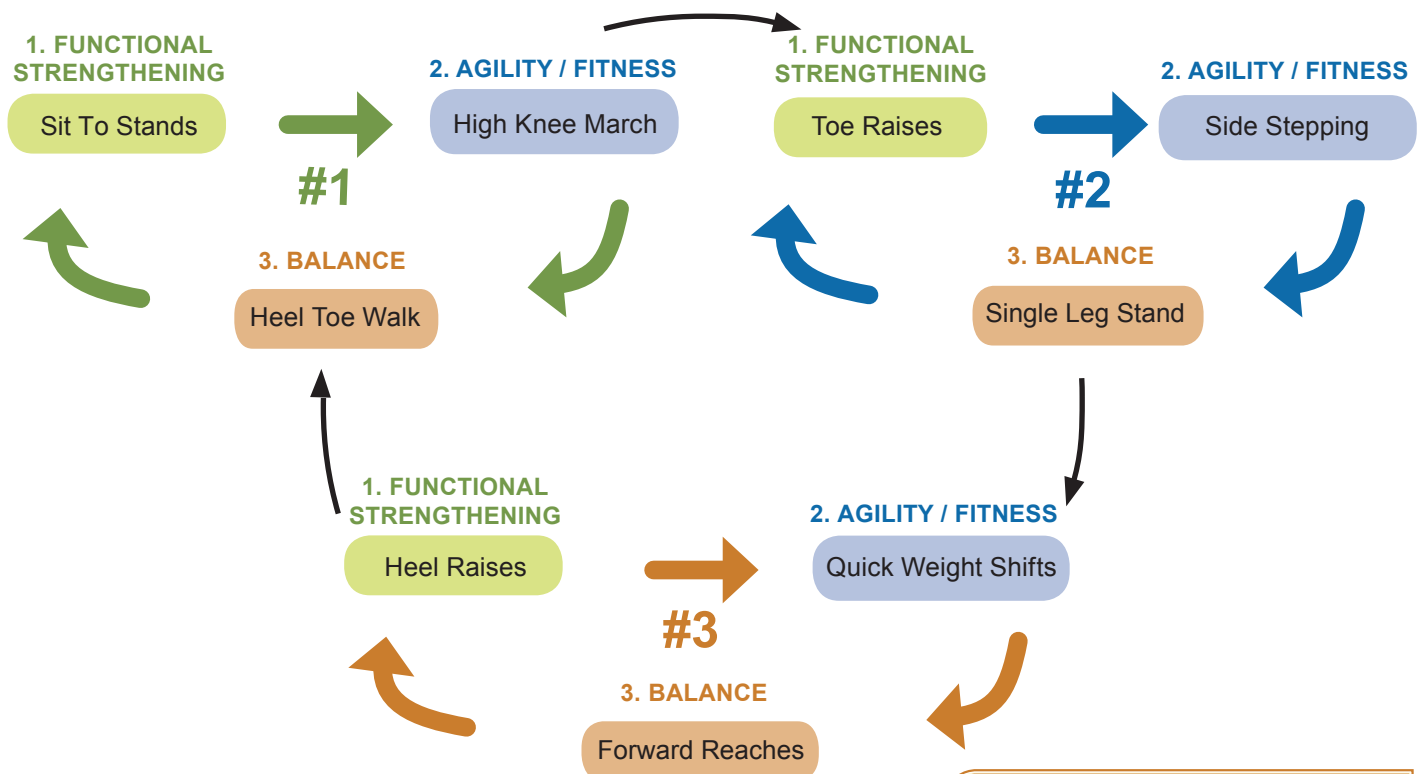 1. FUNCTIONAL
STRENGTHENING
Sit To Stands
#1
2. AGILITY / FITNESS
High Knee March
3. BALANCE
Heel Toe Walk
1. FUNCTIONAL
STRENGTHENING
Toe Raises
#2
2. AGILITY / FITNESS
Side Stepping
3. BALANCE
Single Leg Stand
1. FUNCTIONAL
STRENGTHENING
Heel Raises
#3
2. AGILITY / FITNESS
Quick Weight Shifts
3. BALANCE
Forward Reaches